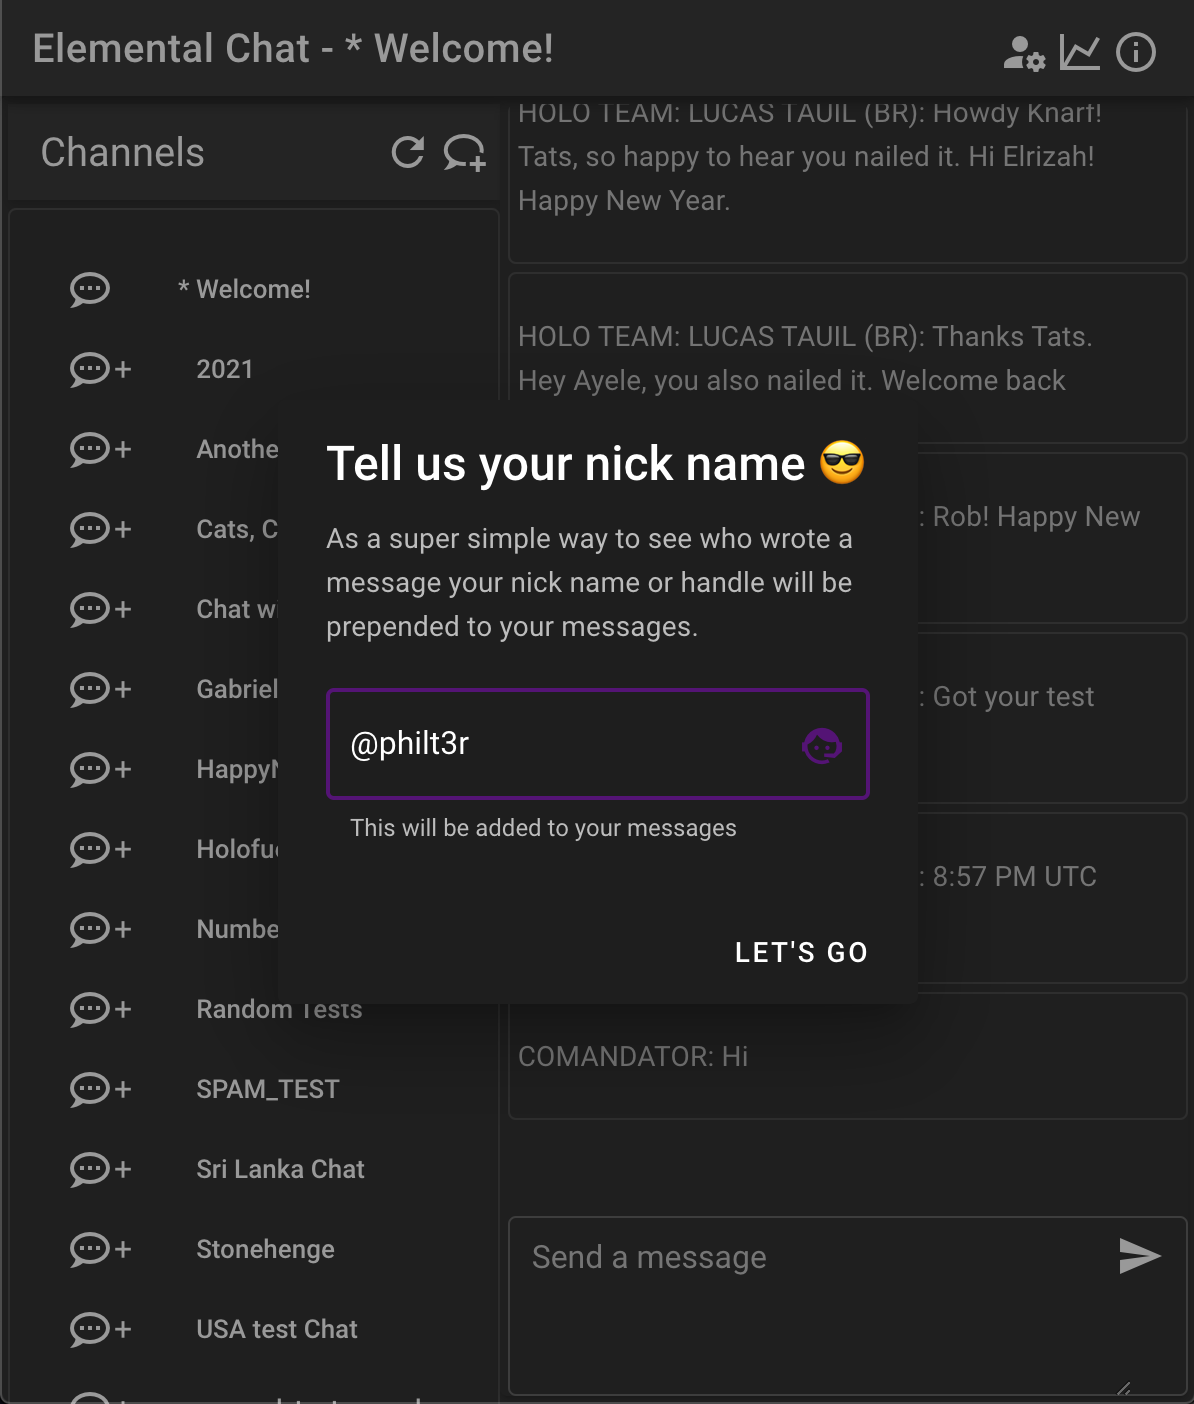 Elemental Chat - * Welcome!
Channels
* Welcome!
2021
Anothe
Cats, C
Chat wi
Gabriel
Holofu
Numbe
Random Tests
SPAM_TEST
Sri Lanka Chat
Stonehenge
USA test Chat
HOLO TEAM: LUCAS TAUIL (BR): Howdy Knarf!
Tats, so happy to hear you nailed it. Hi Elrizah!
Happy New Year.
HOLO TEAM: LUCAS TAUIL (BR): Thanks Tats.
Hey Ayele, you also nailed it. Welcome back
: Rob! Happy New
: Got your test
: 8:57 PM UTC
COMANDATOR: Hi
Send a message
Tell us your nick name 😎
As a super simple way to see who wrote a
message your nick name or handle will be
prepended to your messages.
@philt3r
This will be added to your messages
LET'S GO